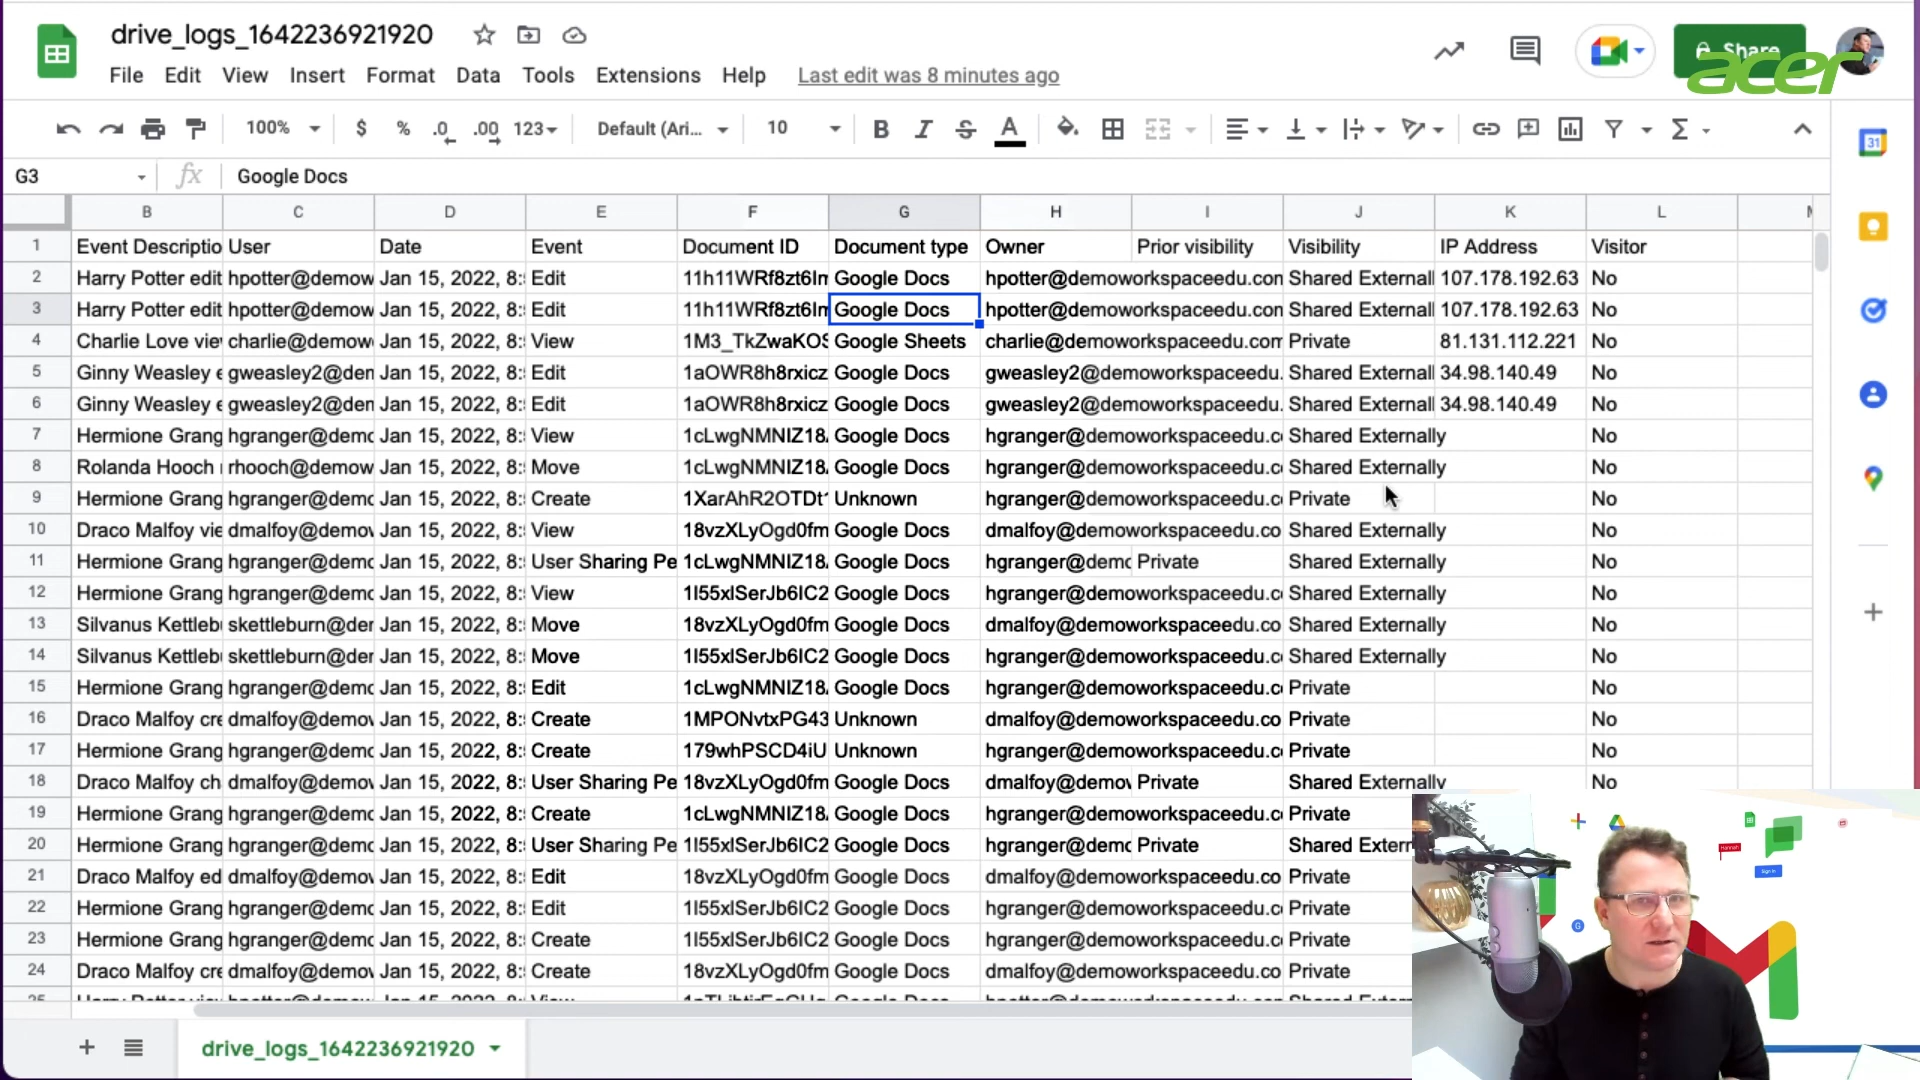 drive_logs_1642236921920
Share
acer
File Edit View Insert Format Data Tools Extensions Help Last edit was 8 minutes ago
100% $ % .0 .00 123 Default (Ari... 10 B I S A
G3 fx Google Docs
B C D E F G H I J K L
1 Event Descriptio User Date Event Document ID Document type Owner Prior visibility Visibility IP Address Visitor
2 Harry Potter edit hpotter@demow Jan 15, 2022, 8: Edit 11h11WRf8zt6Im Google Docs hpotter@demoworkspaceedu.com Shared Externall 107.178.192.63 No
3 Harry Potter edit hpotter@demow Jan 15, 2022, 8: Edit 11h11WRf8zt6Im Google Docs hpotter@demoworkspaceedu.com Shared Externall 107.178.192.63 No
4 Charlie Love vie charlie@demow Jan 15, 2022, 8: View 1M3_TkZwaKOS Google Sheets charlie@demoworkspaceedu.com Private 81.131.112.221 No
5 Ginny Weasley e gweasley2@den Jan 15, 2022, 8: Edit 1aOWR8h8rxicz Google Docs gweasley2@demoworkspaceedu. Shared Externall 34.98.140.49 No
6 Ginny Weasley e gweasley2@den Jan 15, 2022, 8: Edit 1aOWR8h8rxicz Google Docs gweasley2@demoworkspaceedu. Shared Externall 34.98.140.49 No
7 Hermione Grang hgranger@demo Jan 15, 2022, 8: View 1cLwgNMNIZ18 Google Docs hgranger@demoworkspaceedu.c Shared Externally No
8 Rolanda Hooch rhooch@demow Jan 15, 2022, 8: Move 1cLwgNMNIZ18 Google Docs hgranger@demoworkspaceedu.c Shared Externally No
9 Hermione Grang hgranger@demo Jan 15, 2022, 8: Create 1XarAhR2OTDt Unknown hgranger@demoworkspaceedu.c Private No
10 Draco Malfoy vie dmalfoy@demov Jan 15, 2022, 8: View 18vzXLyOgd0fm Google Docs dmalfoy@demoworkspaceedu.co Shared Externally No
11 Hermione Grang hgranger@demo Jan 15, 2022, 8: User Sharing Pe 1cLwgNMNIZ18 Google Docs hgranger@demo Private Shared Externally No
12 Hermione Grang hgranger@demo Jan 15, 2022, 8: View 1I55xlSerJb6IC2 Google Docs hgranger@demoworkspaceedu.c Shared Externally No
13 Silvanus Kettleb skettleburn@der Jan 15, 2022, 8: Move 18vzXLyOgd0fm Google Docs dmalfoy@demoworkspaceedu.co Shared Externally No
14 Silvanus Kettleb skettleburn@der Jan 15, 2022, 8: Move 1I55xlSerJb6IC2 Google Docs hgranger@demoworkspaceedu.c Shared Externally No
15 Hermione Grang hgranger@demo Jan 15, 2022, 8: Edit 1cLwgNMNIZ18 Google Docs hgranger@demoworkspaceedu.c Private No
16 Draco Malfoy cre dmalfoy@demov Jan 15, 2022, 8: Create 1MPONvtxPG43 Unknown dmalfoy@demoworkspaceedu.co Private No
17 Hermione Grang hgranger@demo Jan 15, 2022, 8: Create 179whPSCD4iU Unknown hgranger@demoworkspaceedu.c Private No
18 Draco Malfoy ch dmalfoy@demov Jan 15, 2022, 8: User Sharing Pe 18vzXLyOgd0fm Google Docs dmalfoy@demov Private Shared Externally No
19 Hermione Grang hgranger@demo Jan 15, 2022, 8: Create 1cLwgNMNIZ18 Google Docs hgranger@demoworkspaceedu.c Private
20 Hermione Grang hgranger@demo Jan 15, 2022, 8: User Sharing Pe 1I55xlSerJb6IC2 Google Docs hgranger@demo Private Shared Extern
21 Draco Malfoy ed dmalfoy@demov Jan 15, 2022, 8: Edit 18vzXLyOgd0fm Google Docs dmalfoy@demoworkspaceedu.co Private
22 Hermione Grang hgranger@demo Jan 15, 2022, 8: Edit 1I55xlSerJb6IC2 Google Docs hgranger@demoworkspaceedu.c Private
23 Hermione Grang hgranger@demo Jan 15, 2022, 8: Create 1I55xlSerJb6IC2 Google Docs hgranger@demoworkspaceedu.c Private
24 Draco Malfoy cre dmalfoy@demov Jan 15, 2022, 8: Create 18vzXLyOgd0fm Google Docs dmalfoy@demoworkspaceedu.co Private
drive_logs_1642236921920
31
Hannah
Sign in
G